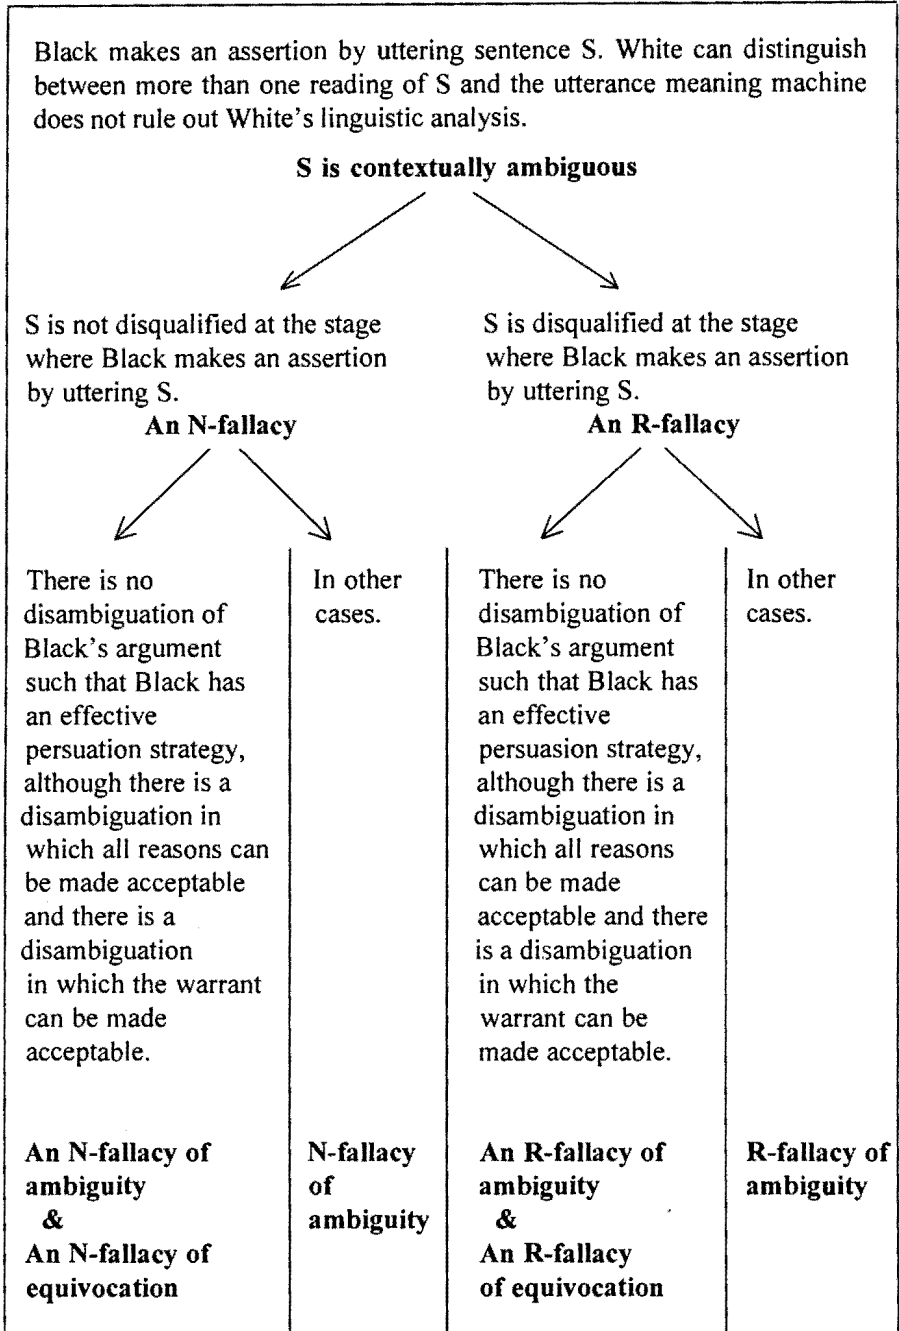 Black makes an assertion by uttering sentence S. White can distinguish
between more than one reading of S and the utterance meaning machine
does not rule out White's linguistic analysis.
S is contextually ambiguous
S is not disqualified at the stage
where Black makes an assertion
by uttering S.
An N-fallacy
S is disqualified at the stage
where Black makes an assertion
by uttering S.
An R-fallacy
There is no
disambiguation of
Black's argument
such that Black has
an effective
persuation strategy,
although there is a
disambiguation in
which all reasons can
be made acceptable
and there is a
disambiguation
in which the warrant
can be made
acceptable.
An N-fallacy of
ambiguity
&
An N-fallacy of
equivocation
In other
cases.
N-fallacy
of
ambiguity
There is no
disambiguation of
Black's argument
such that Black has
an effective
persuasion strategy,
although there is a
disambiguation in
which all reasons
can be made
acceptable and there
is a disambiguation
in which the
warrant can be
made acceptable.
An R-fallacy of
ambiguity
&
An R-fallacy
of equivocation
In other
cases.
R-fallacy of
ambiguity